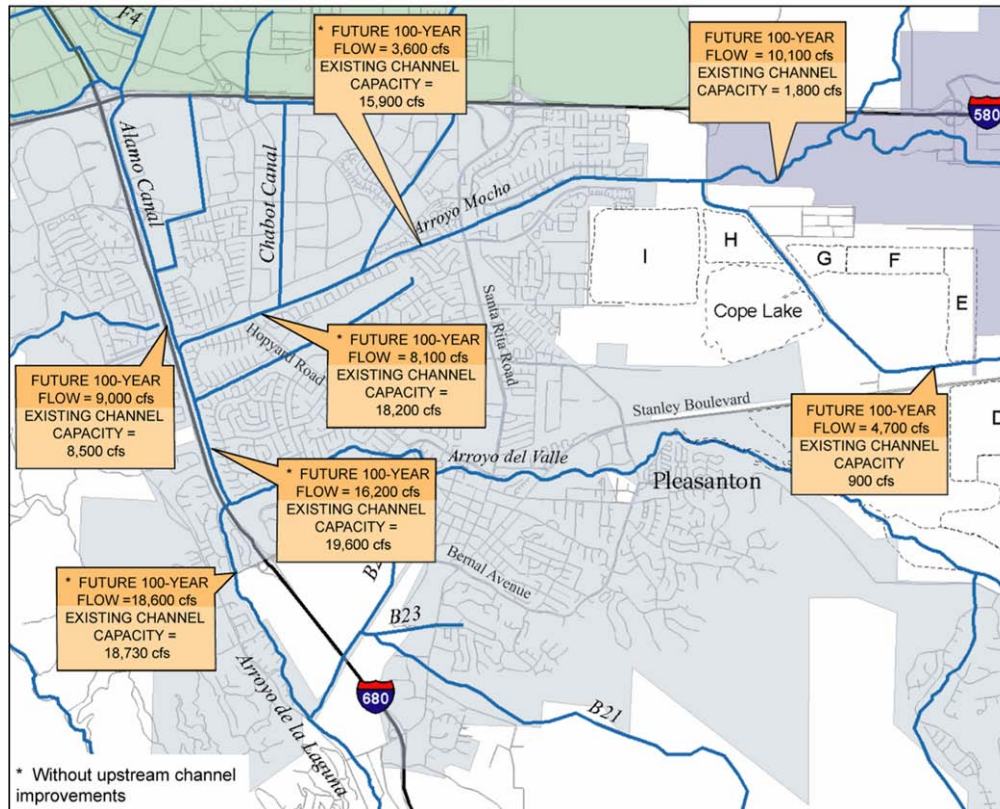 F4
* FUTURE 100-YEAR
FLOW = 3,600 cfs
EXISTING CHANNEL
CAPACITY =
15,900 cfs
FUTURE 100-YEAR
FLOW = 10,100 cfs
EXISTING CHANNEL
CAPACITY = 1,800 cfs
580
Alamo Canal
Chabot Canal
Arroyo Mocho
I
H
G
F
E
Cope Lake
Santa Rita Road
Hopyard Road
* FUTURE 100-YEAR
FLOW = 8,100 cfs
EXISTING
CAPACITY =
18,200 cfs
FUTURE 100-YEAR
FLOW = 9,000 cfs
EXISTING CHANNEL
CAPACITY =
8,500 cfs
Stanley Boulevard
FUTURE 100-YEAR
FLOW = 4,700 cfs
EXISTING CHANNEL
CAPACITY
900 cfs
D
Arroyo del Valle
Pleasanton
* FUTURE 100-YEAR
FLOW = 16,200 cfs
EXISTING CHANNEL
CAPACITY =
19,600 cfs
Bernal Avenue
* FUTURE 100-YEAR
FLOW =18,600 cfs
EXISTING CHANNEL
CAPACITY =
18,730 cfs
B23
680
B21
Arroyo de la Laguna
* Without upstream channel
improvements